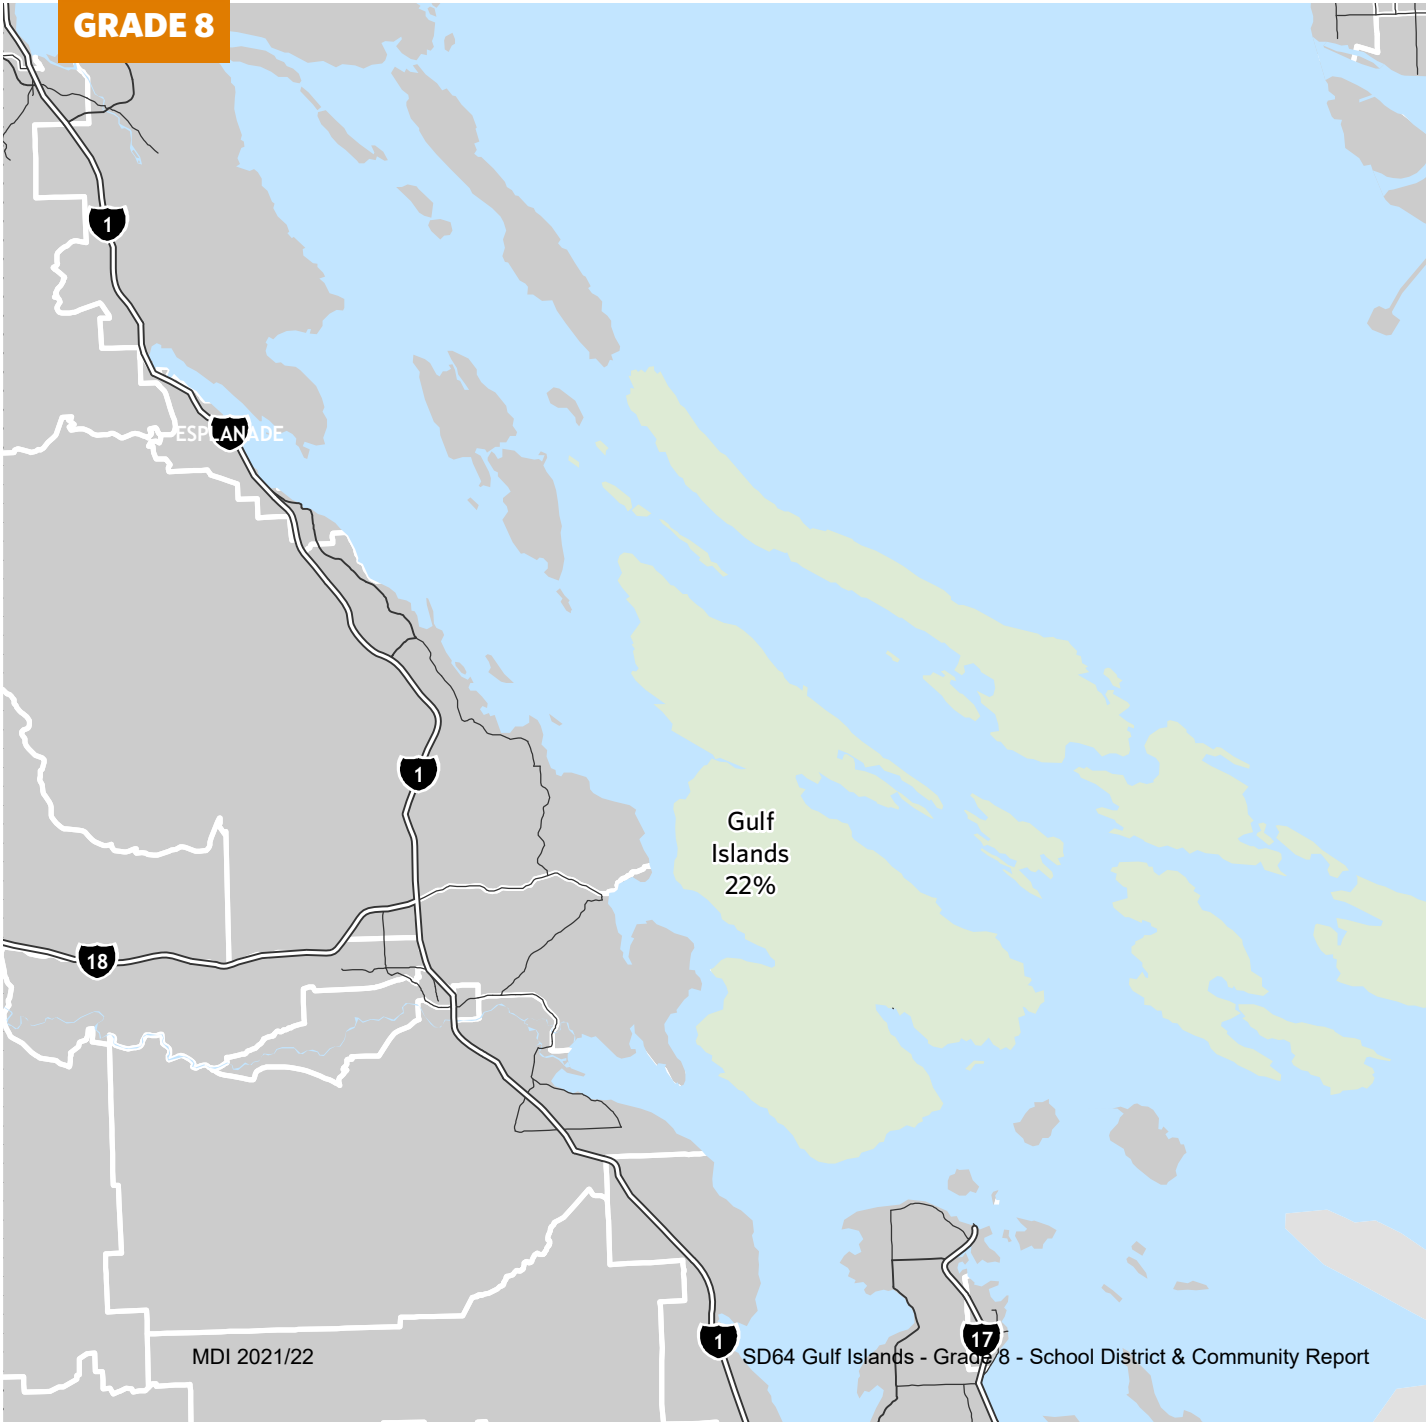 GRADE 8
1
ESPLANADE
1
Gulf
Islands
22%
18
1
17
MDI 2021/22
SD64 Gulf Islands - Grade 8 - School District & Community Report